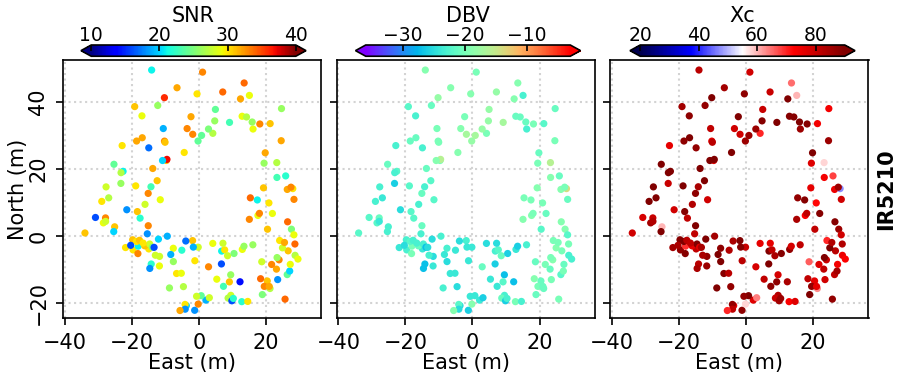 SNR DBV Xc
10 20 30 40 −30 −20 −10 20 40 60 80
40
20
0
−20
North (m)
IR5210
−40 −20 0 20 −40 −20 0 20 −40 −20 0 20
East (m) East (m) East (m)